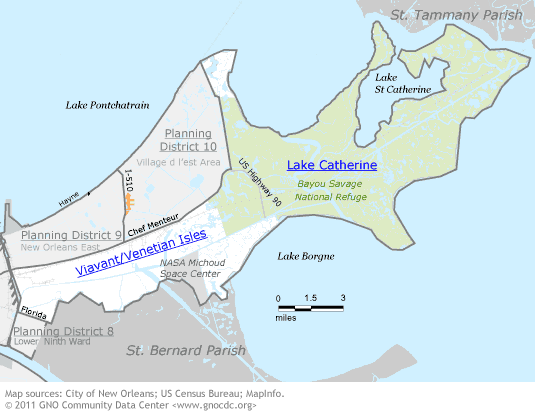 St. Tammany Parish
Lake
St Catherine
Lake Pontchatrain
Planning
District 10
Village d l'est Area
Lake Catherine
US Highway 90
Bayou Savage
National Refuge
I-510
Hayne
Chef Menteur
Planning District 9
New Orleans East
Viavant/Venetian Isles
NASA Michoud
Space Center
Lake Borgne
0 1.5 3
miles
Florida
Planning District 8
Lower Ninth Ward
St. Bernard Parish
Map sources: City of New Orleans; US Census Bureau; MapInfo.
© 2011 GNO Community Data Center <www.gnocdc.org>